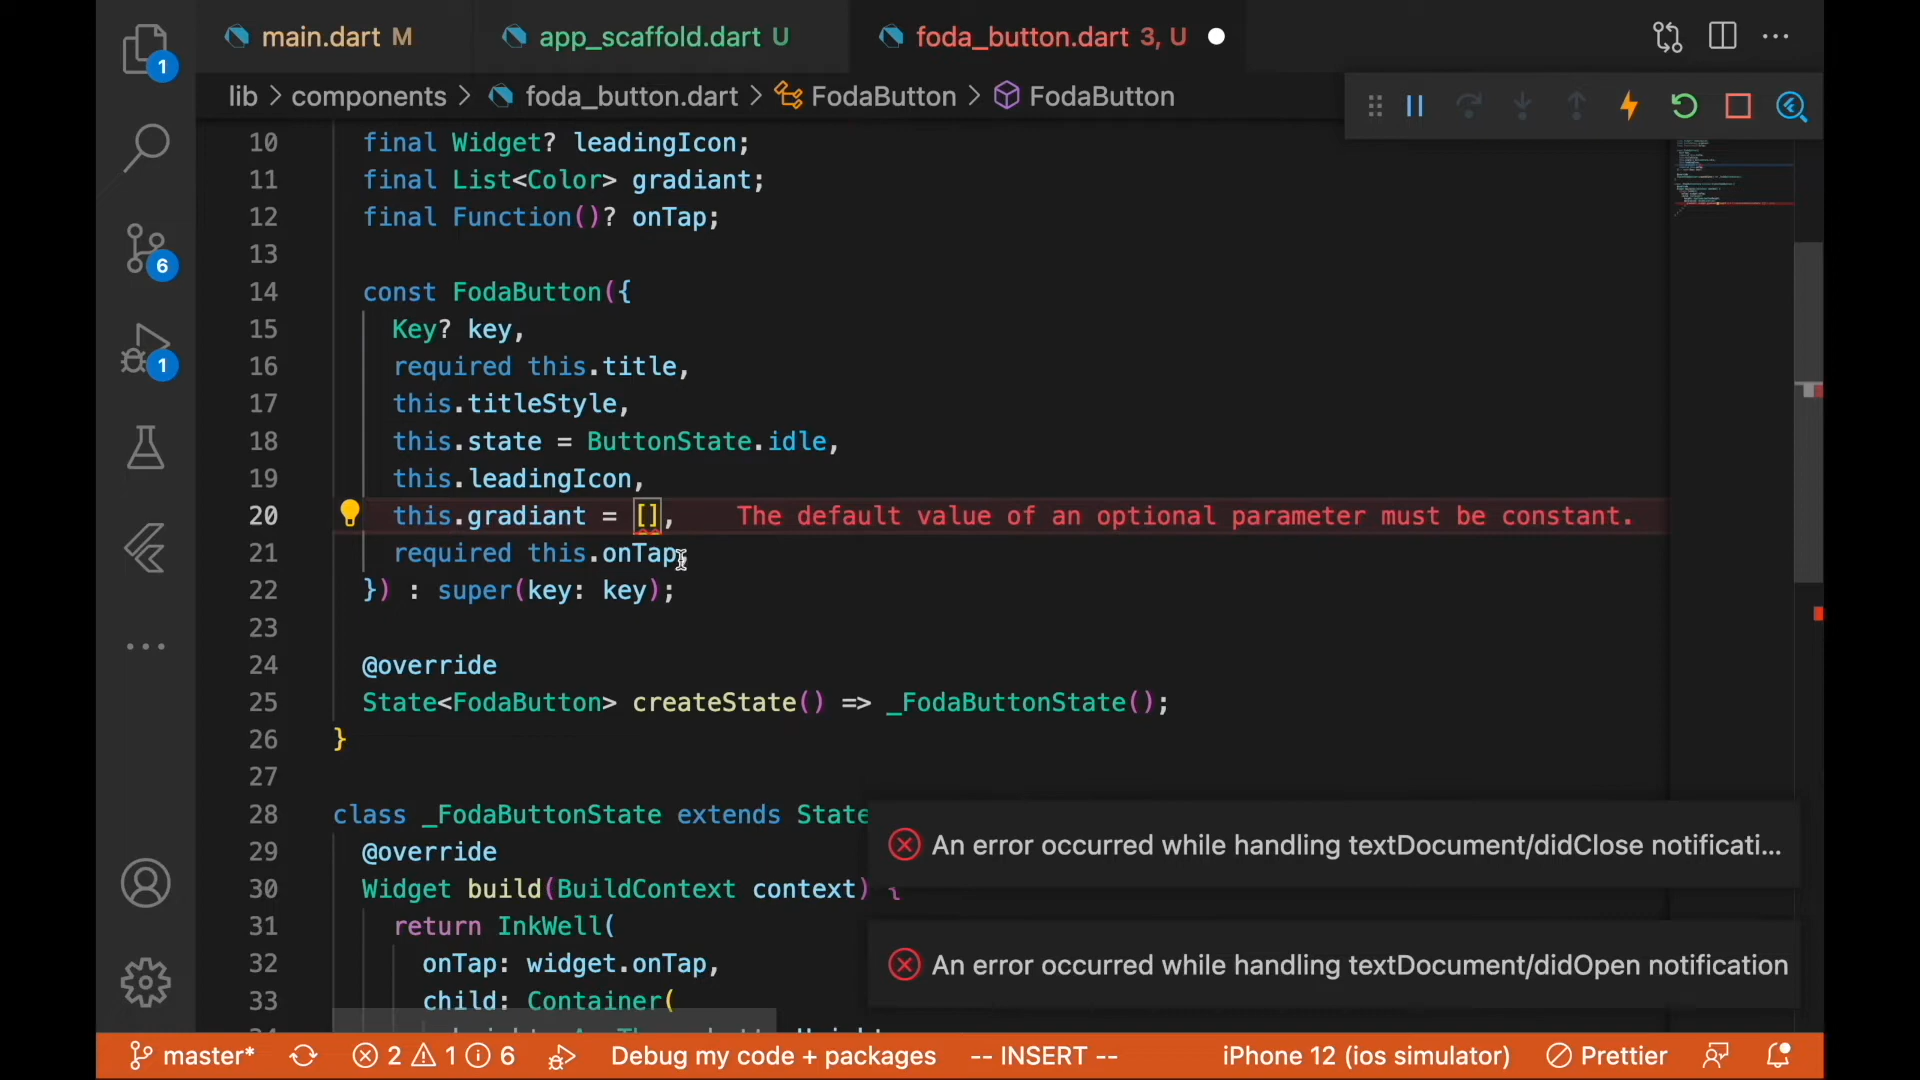 main.dart M app_scaffold.dart U foda_button.dart 3, U
lib > components > foda_button.dart > FodaButton > FodaButton
10 final Widget? leadingIcon;
11 final List<Color> gradiant;
12 final Function()? onTap;
13
14 const FodaButton({
15 Key? key,
16 required this.title,
17 this.titleStyle,
18 this.state = ButtonState.idle,
19 this.leadingIcon,
20 this.gradiant = [], The default value of an optional parameter must be constant.
21 required this.onTap,
22 }) : super(key: key);
23
24 @override
25 State<FodaButton> createState() => _FodaButtonState();
26 }
27
28 class _FodaButtonState extends State
29 @override
30 Widget build(BuildContext context) {
31 return InkWell(
32 onTap: widget.onTap,
33 child: Container(
1
6
1
An error occurred while handling textDocument/didClose notificati...
An error occurred while handling textDocument/didOpen notification
master* 2 1 6 Debug my code + packages -- INSERT -- iPhone 12 (ios simulator) Prettier